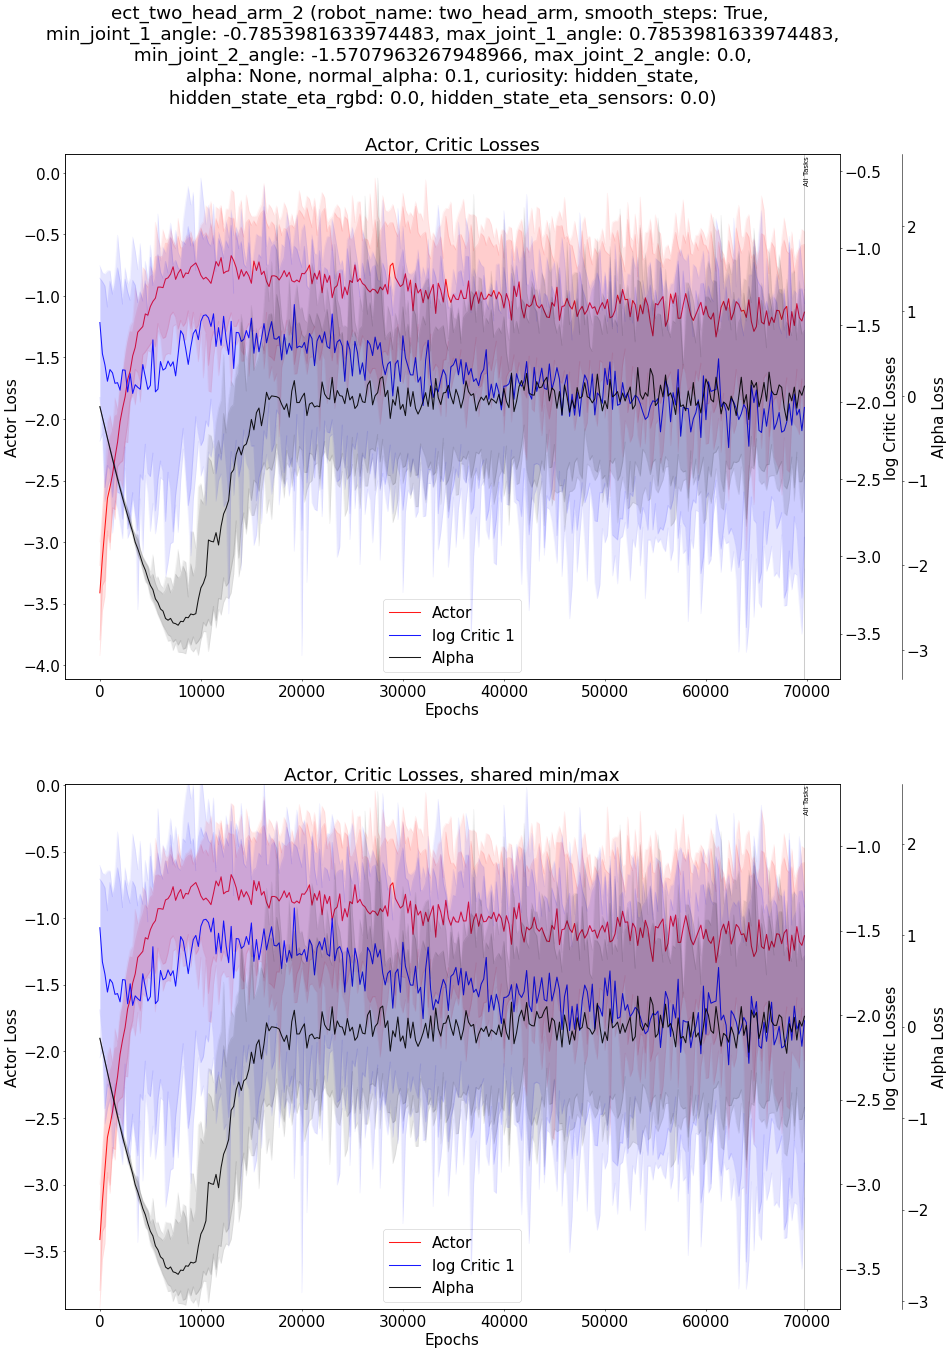 ect_two_head_arm_2 (robot_name: two_head_arm, smooth_steps: True,
min_joint_1_angle: -0.7853981633974483, max_joint_1_angle: 0.7853981633974483,
min_joint_2_angle: -1.5707963267948966, max_joint_2_angle: 0.0,
alpha: None, normal_alpha: 0.1, curiosity: hidden_state,
hidden_state_eta_rgbd: 0.0, hidden_state_eta_sensors: 0.0)
Actor, Critic Losses
Actor Loss
0.0
−0.5
−1.0
−1.5
−2.0
−2.5
−3.0
−3.5
−4.0
All Tasks
−0.5
−1.0
−1.5
−2.0
−2.5
−3.0
−3.5
log Critic Losses
2
1
0
−1
−2
−3
Alpha Loss
Actor
log Critic 1
Alpha
0 10000 20000 30000 40000 50000 60000 70000
Epochs
Actor, Critic Losses, shared min/max
Actor Loss
0.0
−0.5
−1.0
−1.5
−2.0
−2.5
−3.0
−3.5
All Tasks
−1.0
−1.5
−2.0
−2.5
−3.0
−3.5
log Critic Losses
2
1
0
−1
−2
−3
Alpha Loss
Actor
log Critic 1
Alpha
0 10000 20000 30000 40000 50000 60000 70000
Epochs